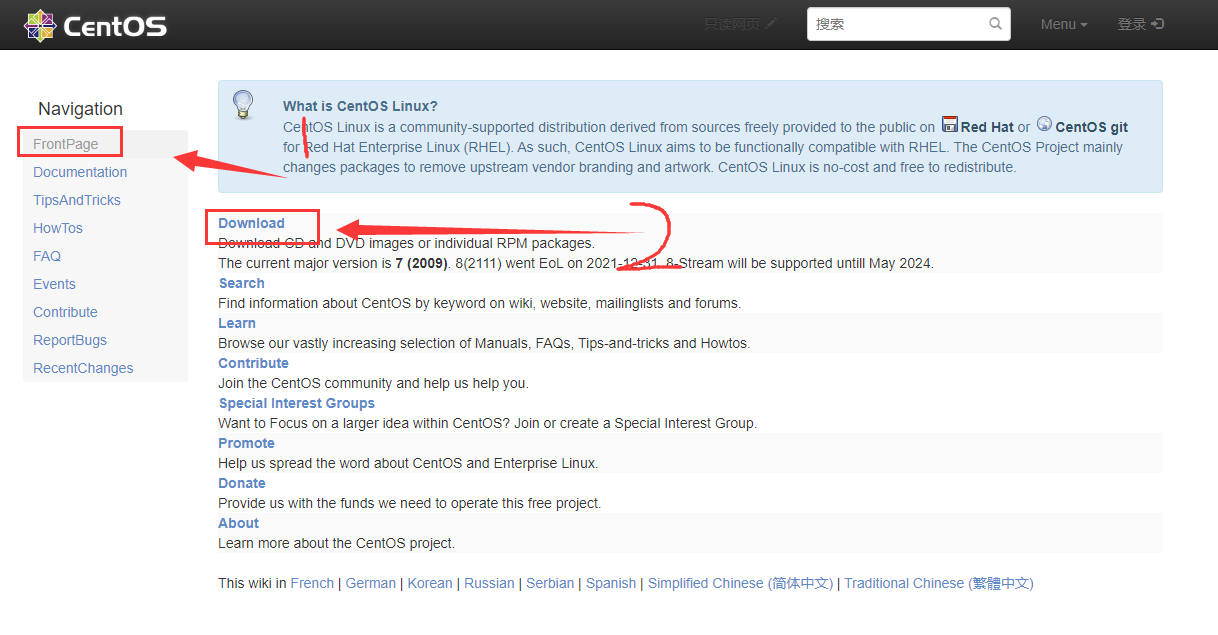 CentOS
只读网页
搜索
Menu
登录
Navigation
FrontPage
Documentation
TipsAndTricks
HowTos
FAQ
Events
Contribute
ReportBugs
RecentChanges
What is CentOS Linux?
CentOS Linux is a community-supported distribution derived from sources freely provided to the public on Red Hat or CentOS git
for Red Hat Enterprise Linux (RHEL). As such, CentOS Linux aims to be functionally compatible with RHEL. The CentOS Project mainly
changes packages to remove upstream vendor branding and artwork. CentOS Linux is no-cost and free to redistribute.
Download
Download CD and DVD images or individual RPM packages.
The current major version is 7 (2009). 8(2111) went EoL on 2021-12-31. 8-Stream will be supported untill May 2024.
Search
Find information about CentOS by keyword on wiki, website, mailinglists and forums.
Learn
Browse our vastly increasing selection of Manuals, FAQs, Tips-and-tricks and Howtos.
Contribute
Join the CentOS community and help us help you.
Special Interest Groups
Want to Focus on a larger idea within CentOS? Join or create a Special Interest Group.
Promote
Help us spread the word about CentOS and Enterprise Linux.
Donate
Provide us with the funds we need to operate this free project.
About
Learn more about the CentOS project.
This wiki in French | German | Korean | Russian | Serbian | Spanish | Simplified Chinese (简体中文) | Traditional Chinese (繁體中文)